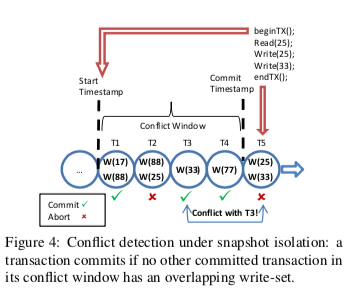 beginTX();
Read(25);
Write(25);
Write(33);
endTX();
Start
Timestamp
Commit
Timestamp
Conflict Window
T1 T2 T3 T4 T5
... W(17) W(88) W(33) W(77) W(25)
W(88) W(25) W(33)
Commit ✓ ✓ ✗ ✓ ✓ ✗
Abort ✗
Conflict with T3!
Figure 4: Conflict detection under snapshot isolation: a
transaction commits if no other committed transaction in
its conflict window has an overlapping write-set.